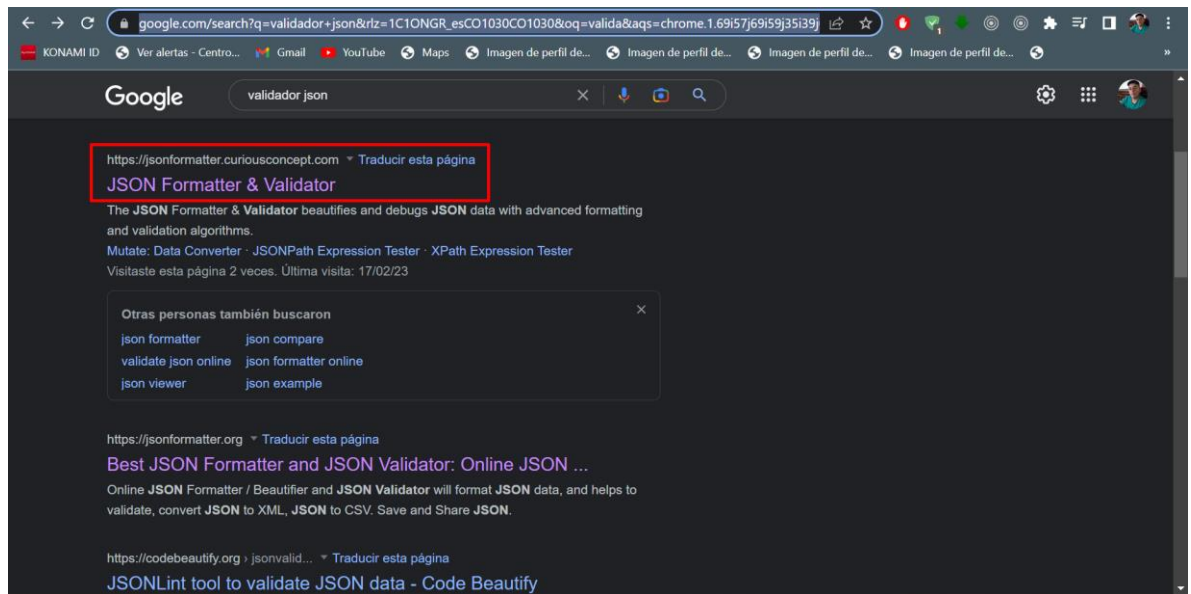 google.com/search?q=validador+json&rlz=1C1ONGR_esCO1030CO1030&oq=valida&aqs=chrome.1.69i57j69i59j35i39j
KONAMI ID Ver alertas - Centro... Gmail YouTube Maps Imagen de perfil de... Imagen de perfil de... Imagen de perfil de... Imagen de perfil de... »
Google validador json
https://jsonformatter.curiousconcept.com Traducir esta página
JSON Formatter & Validator
The JSON Formatter & Validator beautifies and debugs JSON data with advanced formatting
and validation algorithms.
Mutate: Data Converter · JSONPath Expression Tester · XPath Expression Tester
Visitaste esta página 2 veces. Última visita: 17/02/23
Otras personas también buscaron
json formatter json compare
validate json online json formatter online
json viewer json example
https://jsonformatter.org Traducir esta página
Best JSON Formatter and JSON Validator: Online JSON ...
Online JSON Formatter / Beautifier and JSON Validator will format JSON data, and helps to
validate, convert JSON to XML, JSON to CSV. Save and Share JSON.
https://codebeautify.org › jsonvalid... Traducir esta página
JSONLint tool to validate JSON data - Code Beautify